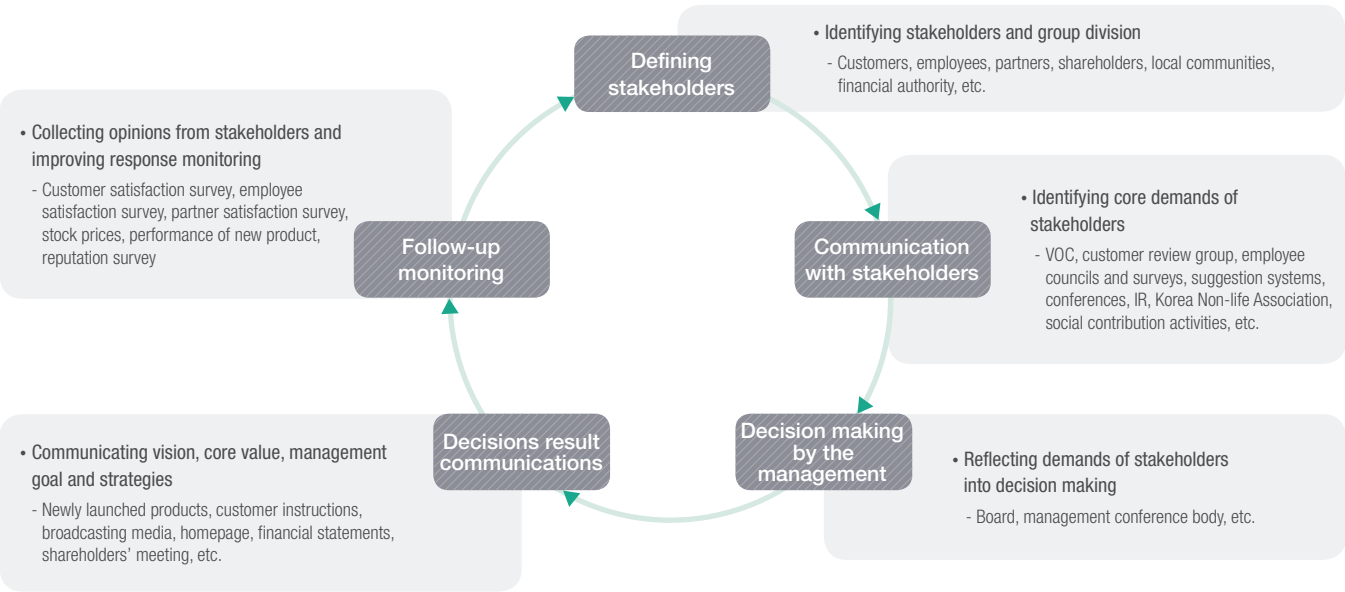 Defining
stakeholders
• Identifying stakeholders and group division
- Customers, employees, partners, shareholders, local communities,
financial authority, etc.
Communication
with stakeholders
• Identifying core demands of
stakeholders
- VOC, customer review group, employee
councils and surveys, suggestion systems,
conferences, IR, Korea Non-life Association,
social contribution activities, etc.
Decision making
by the
management
• Reflecting demands of stakeholders
into decision making
- Board, management conference body, etc.
Decisions result
communications
• Communicating vision, core value, management
goal and strategies
- Newly launched products, customer instructions,
broadcasting media, homepage, financial statements,
shareholders’ meeting, etc.
Follow-up
monitoring
• Collecting opinions from stakeholders and
improving response monitoring
- Customer satisfaction survey, employee
satisfaction survey, partner satisfaction survey,
stock prices, performance of new product,
reputation survey